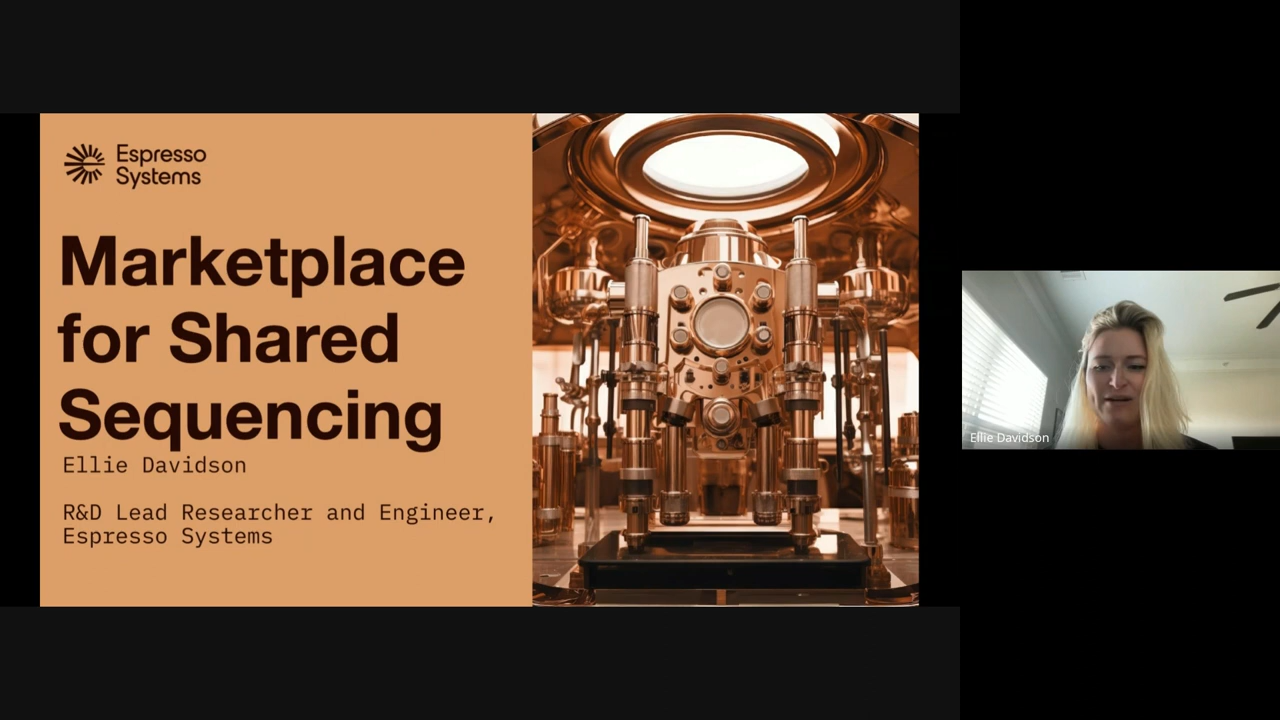 Espresso
Systems
Marketplace
for Shared
Sequencing
Ellie Davidson
R&D Lead Researcher and Engineer,
Espresso Systems
Ellie Davidson